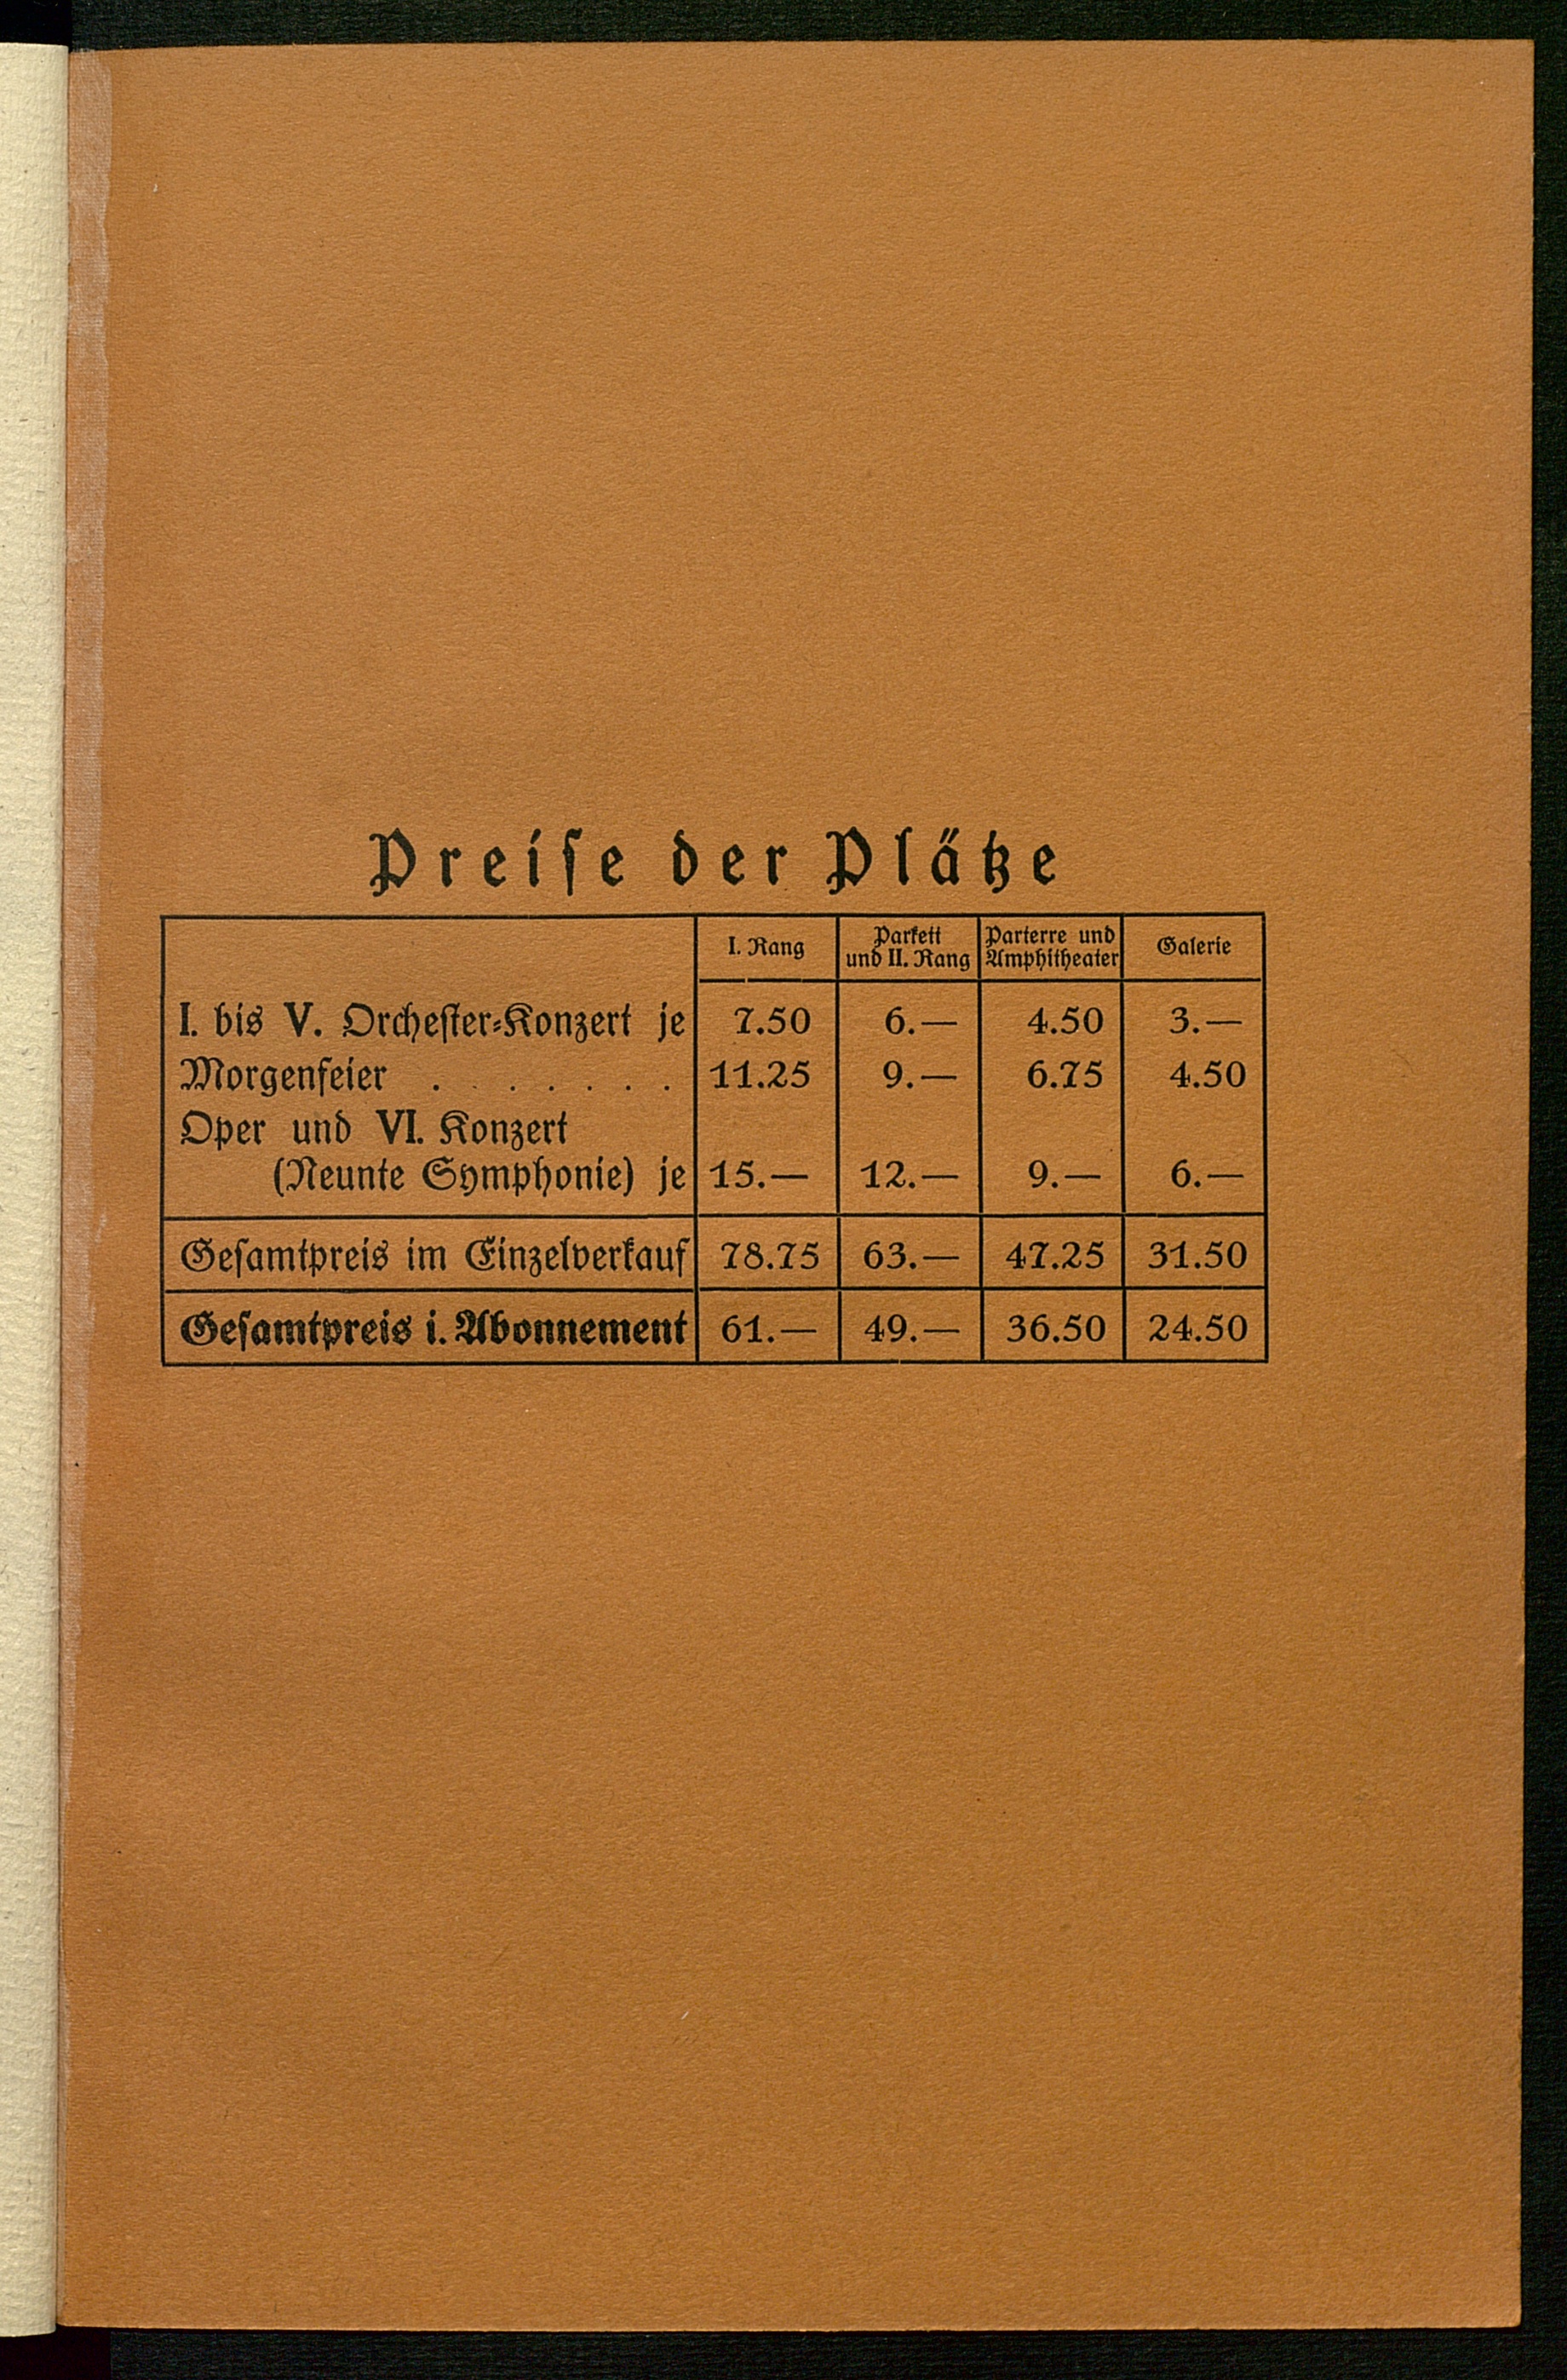 Preise der Plätze
I. Rang | Parkett und II. Rang | Parterre und Amphitheater | Galerie
I. bis V. Orchester-Konzert je 7.50 6.— 4.50 3.—
Morgenfeier . . . . . . . 11.25 9.— 6.75 4.50
Oper und VI. Konzert
(Neunte Symphonie) je 15.— 12.— 9.— 6.—
Gesamtpreis im Einzelverkauf 78.75 63.— 47.25 31.50
Gesamtpreis i. Abonnement 61.— 49.— 36.50 24.50